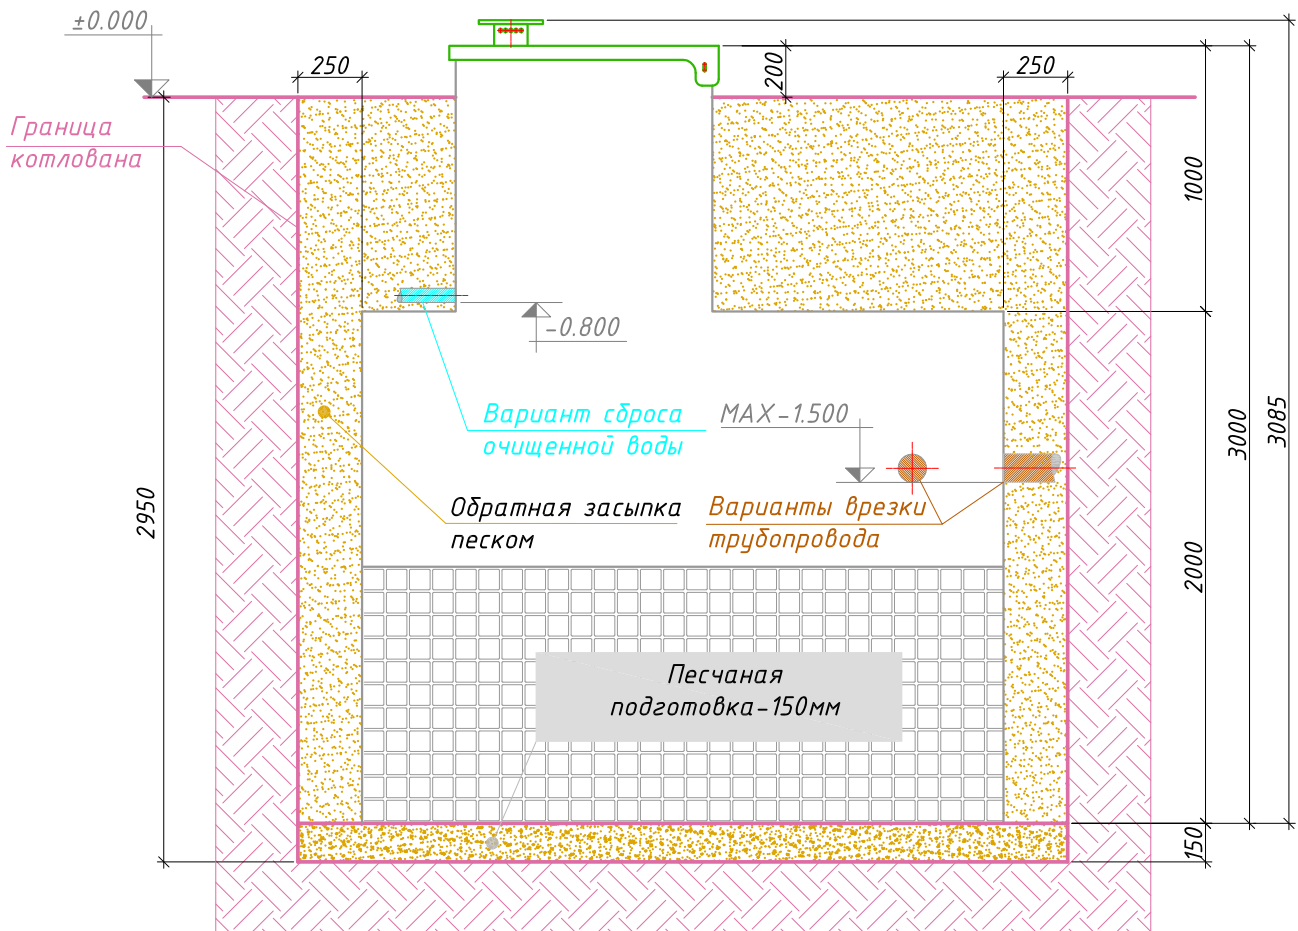 ±0.000
250
200
250
Граница
котлована
1000
-0.800
Вариант сброса
очищенной воды
MAX-1.500
3000
3085
2950
Обратная засыпка
песком
Варианты врезки
трубопровода
2000
Песчаная
подготовка-150мм
150